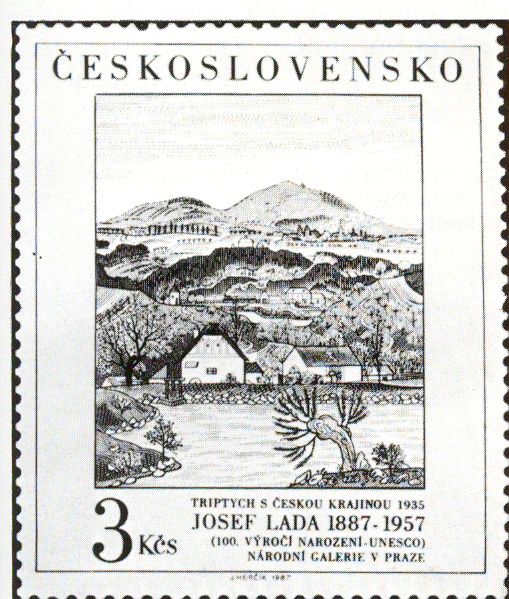 ČESKOSLOVENSKO
TRIPTYCH S ČESKOU KRAJINOU 1935
JOSEF LADA 1887-1957
(100. VÝROČÍ NAROZENÍ-UNESCO)
NÁRODNÍ GALERIE V PRAZE
3 Kčs
J.HERČÍK 1987